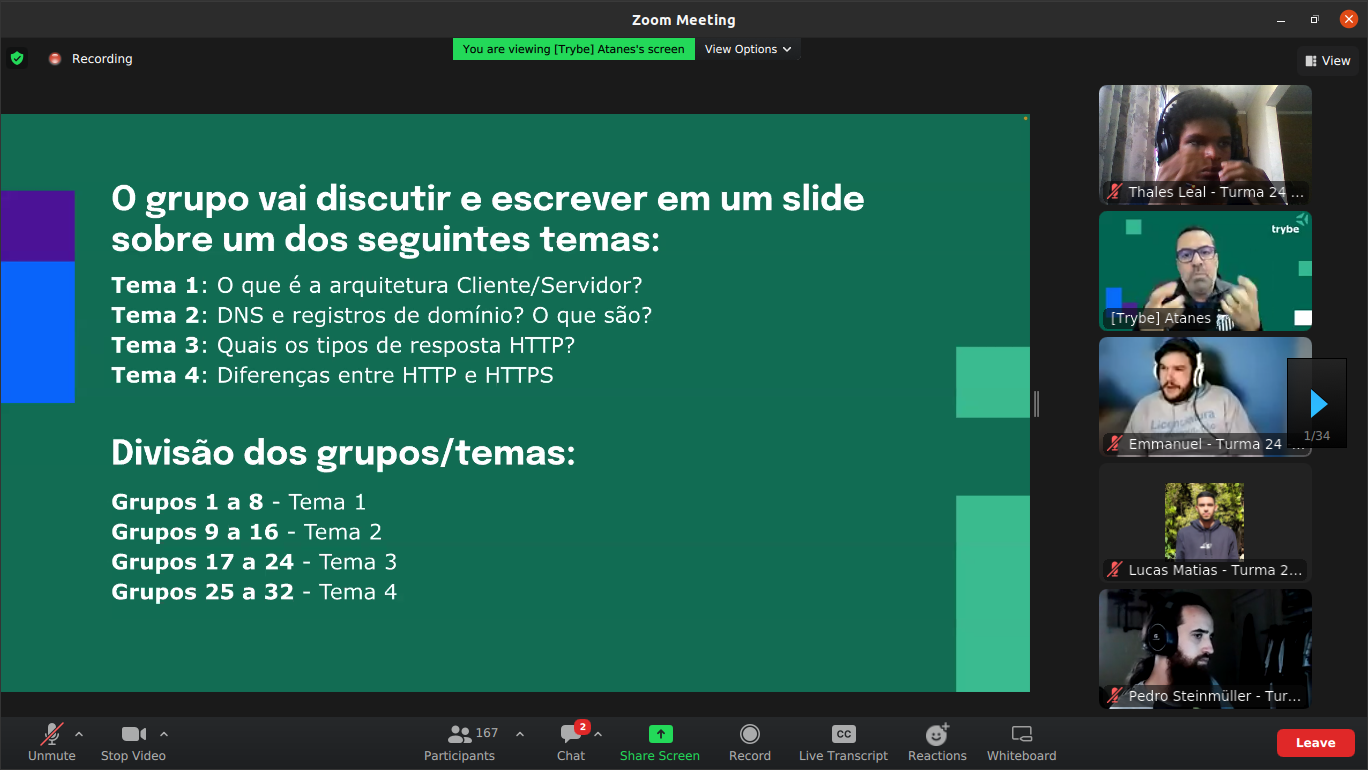 Zoom Meeting
Recording
You are viewing [Trybe] Atanes's screen
View Options
View
O grupo vai discutir e escrever em um slide
sobre um dos seguintes temas:
Tema 1: O que é a arquitetura Cliente/Servidor?
Tema 2: DNS e registros de domínio? O que são?
Tema 3: Quais os tipos de resposta HTTP?
Tema 4: Diferenças entre HTTP e HTTPS
Divisão dos grupos/temas:
Grupos 1 a 8 - Tema 1
Grupos 9 a 16 - Tema 2
Grupos 17 a 24 - Tema 3
Grupos 25 a 32 - Tema 4
Thales Leal - Turma 24 ...
trybe
[Trybe] Atanes
Emmanuel - Turma 24 ...
1/34
Lucas Matias - Turma 2...
Pedro Steinmüller - Tur...
Unmute
Stop Video
167
Participants
2
Chat
Share Screen
Record
CC
Live Transcript
Reactions
Whiteboard
Leave